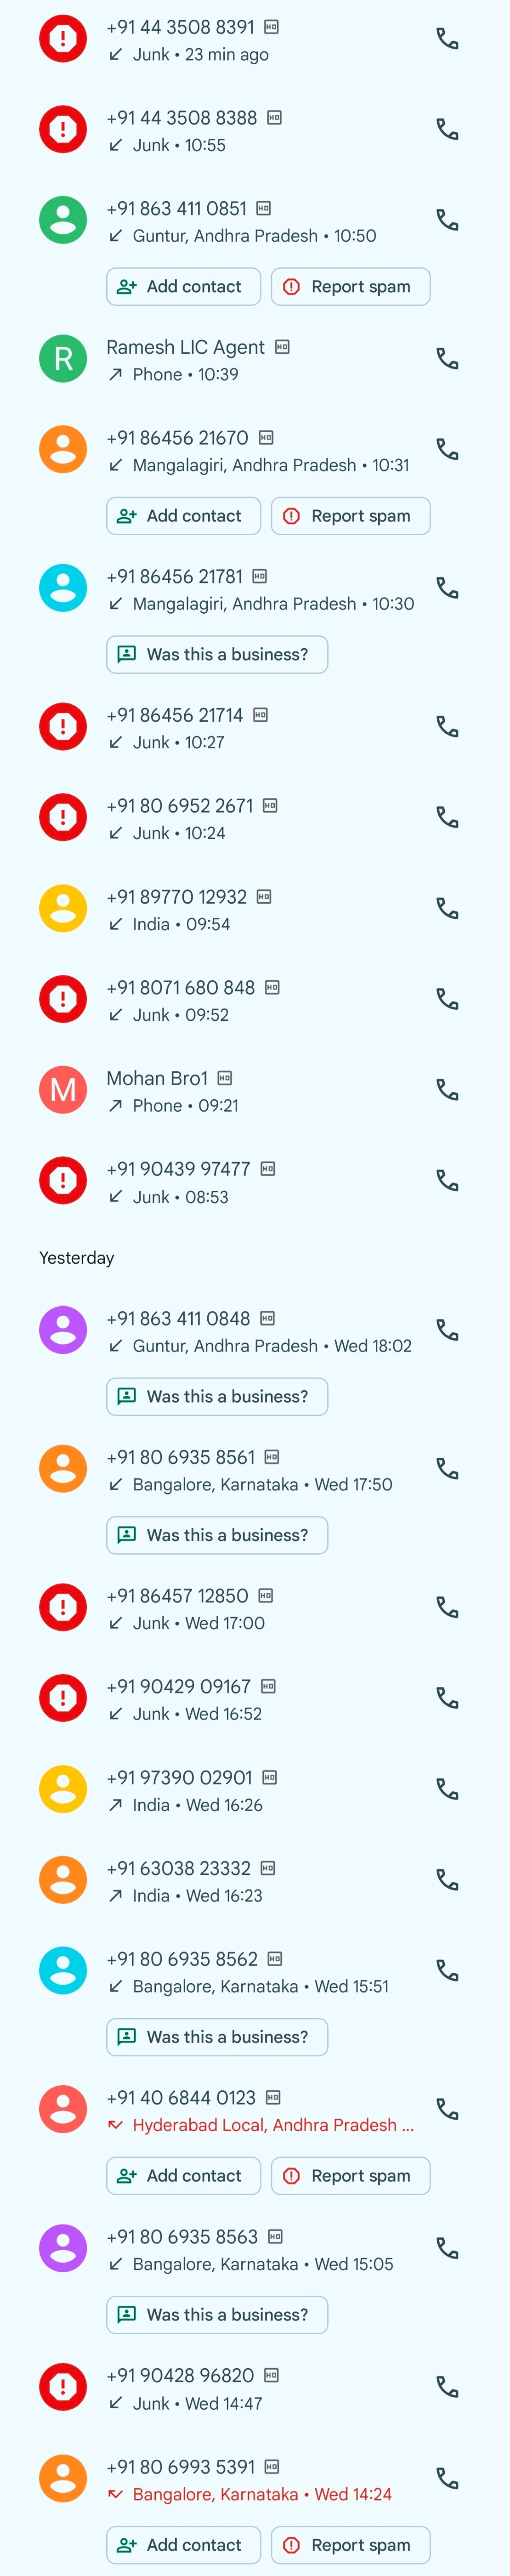 +91 44 3508 8391 HD
Junk • 23 min ago
+91 44 3508 8388 HD
Junk • 10:55
+91 863 411 0851 HD
Guntur, Andhra Pradesh • 10:50
Add contact Report spam
R Ramesh LIC Agent HD
Phone • 10:39
+91 86456 21670 HD
Mangalagiri, Andhra Pradesh • 10:31
Add contact Report spam
+91 86456 21781 HD
Mangalagiri, Andhra Pradesh • 10:30
Was this a business?
+91 86456 21714 HD
Junk • 10:27
+91 80 6952 2671 HD
Junk • 10:24
+91 89770 12932 HD
India • 09:54
+91 8071 680 848 HD
Junk • 09:52
M Mohan Bro1 HD
Phone • 09:21
+91 90439 97477 HD
Junk • 08:53
Yesterday
+91 863 411 0848 HD
Guntur, Andhra Pradesh • Wed 18:02
Was this a business?
+91 80 6935 8561 HD
Bangalore, Karnataka • Wed 17:50
Was this a business?
+91 86457 12850 HD
Junk • Wed 17:00
+91 90429 09167 HD
Junk • Wed 16:52
+91 97390 02901 HD
India • Wed 16:26
+91 63038 23332 HD
India • Wed 16:23
+91 80 6935 8562 HD
Bangalore, Karnataka • Wed 15:51
Was this a business?
+91 40 6844 0123 HD
Hyderabad Local, Andhra Pradesh ...
Add contact Report spam
+91 80 6935 8563 HD
Bangalore, Karnataka • Wed 15:05
Was this a business?
+91 90428 96820 HD
Junk • Wed 14:47
+91 80 6993 5391 HD
Bangalore, Karnataka • Wed 14:24
Add contact Report spam